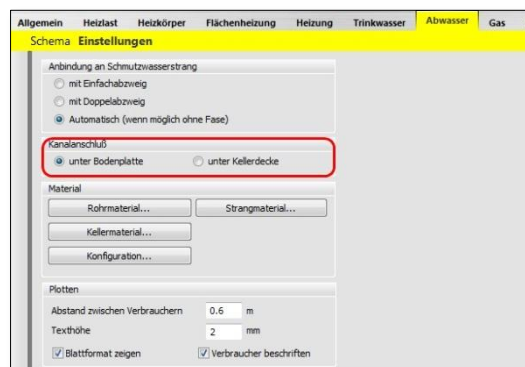 Allgemein Heizlast Heizkörper Flächenheizung Heizung Trinkwasser Abwasser Gas
Schema Einstellungen
Anbindung an Schmutzwasserstrang
mit Einfachabzweig
mit Doppelabzweig
Automatisch (wenn möglich ohne Fase)
Kanalanschluß
unter Bodenplatte unter Kellerdecke
Material
Rohrmaterial... Strangmaterial...
Kellermaterial...
Konfiguration...
Plotten
Abstand zwischen Verbrauchern 0.6 m
Texthöhe 2 mm
Blattformat zeigen Verbraucher beschriften